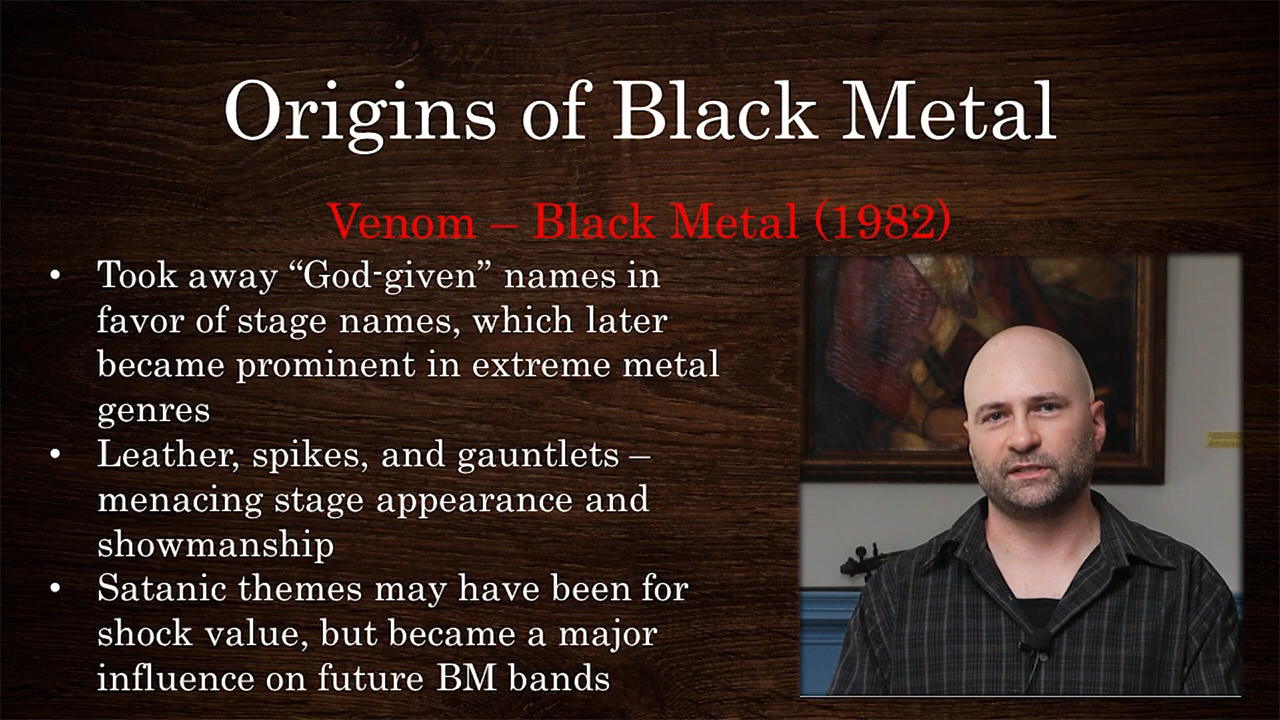 Origins of Black Metal
Venom – Black Metal (1982)
• Took away “God-given” names in
favor of stage names, which later
became prominent in extreme metal
genres
• Leather, spikes, and gauntlets –
menacing stage appearance and
showmanship
• Satanic themes may have been for
shock value, but became a major
influence on future BM bands